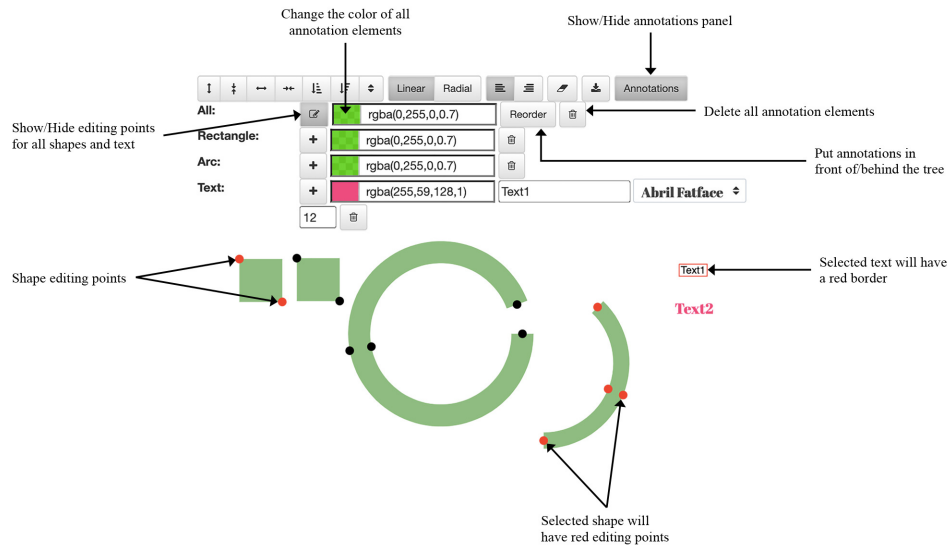 Change the color of all
annotation elements
Show/Hide annotations panel
Linear Radial Annotations
All: rgba(0,255,0,0.7) Reorder
Delete all annotation elements
Show/Hide editing points
for all shapes and text
Rectangle: rgba(0,255,0,0.7)
Put annotations in
front of/behind the tree
Arc: rgba(0,255,0,0.7)
Text: rgba(255,59,128,1) Text1 Abril Fatface
12
Shape editing points
Text1
Selected text will have
a red border
Text2
Selected shape will
have red editing points